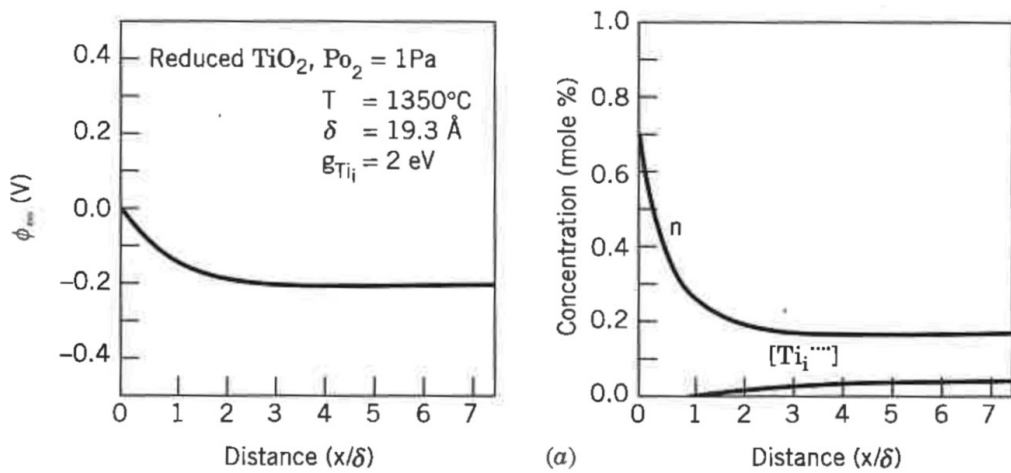 0.4
0.2
0.0
−0.2
−0.4
ϕ∞ (V)
Reduced TiO₂, Po₂ = 1Pa
T = 1350°C
δ = 19.3 Å
g_Tiᵢ = 2 eV
0 1 2 3 4 5 6 7
Distance (x/δ)
(a)
1.0
0.8
0.6
0.4
0.2
0.0
Concentration (mole %)
n
[Tiᵢ˙˙˙˙]
0 1 2 3 4 5 6 7
Distance (x/δ)